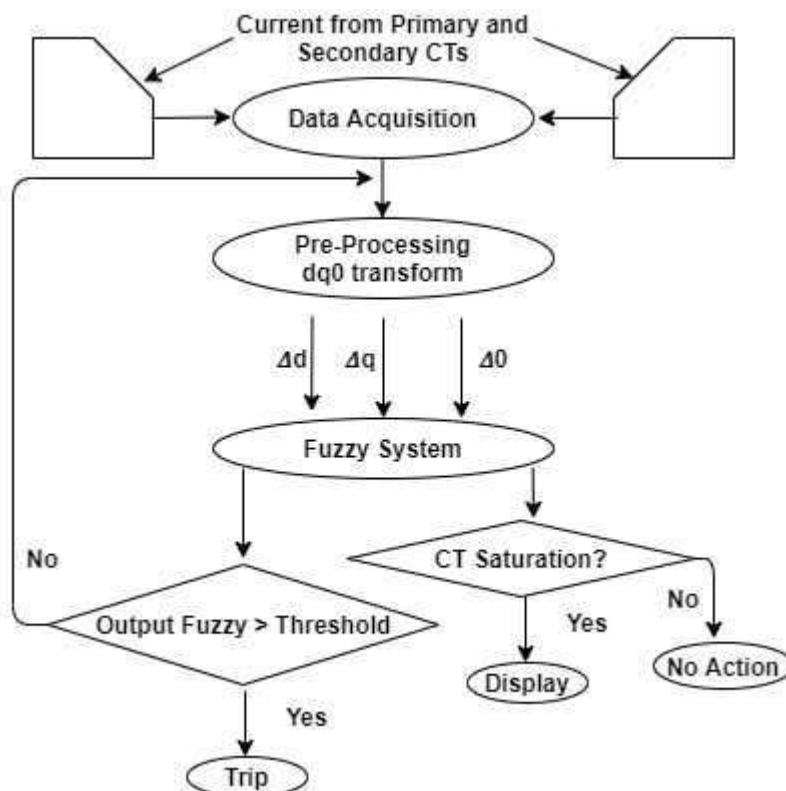 Current from Primary and
Secondary CTs
Data Acquisition
Pre-Processing
dq0 transform
Δd
Δq
Δ0
Fuzzy System
CT Saturation?
No
Output Fuzzy > Threshold
Yes
No
Display
No Action
Yes
Trip